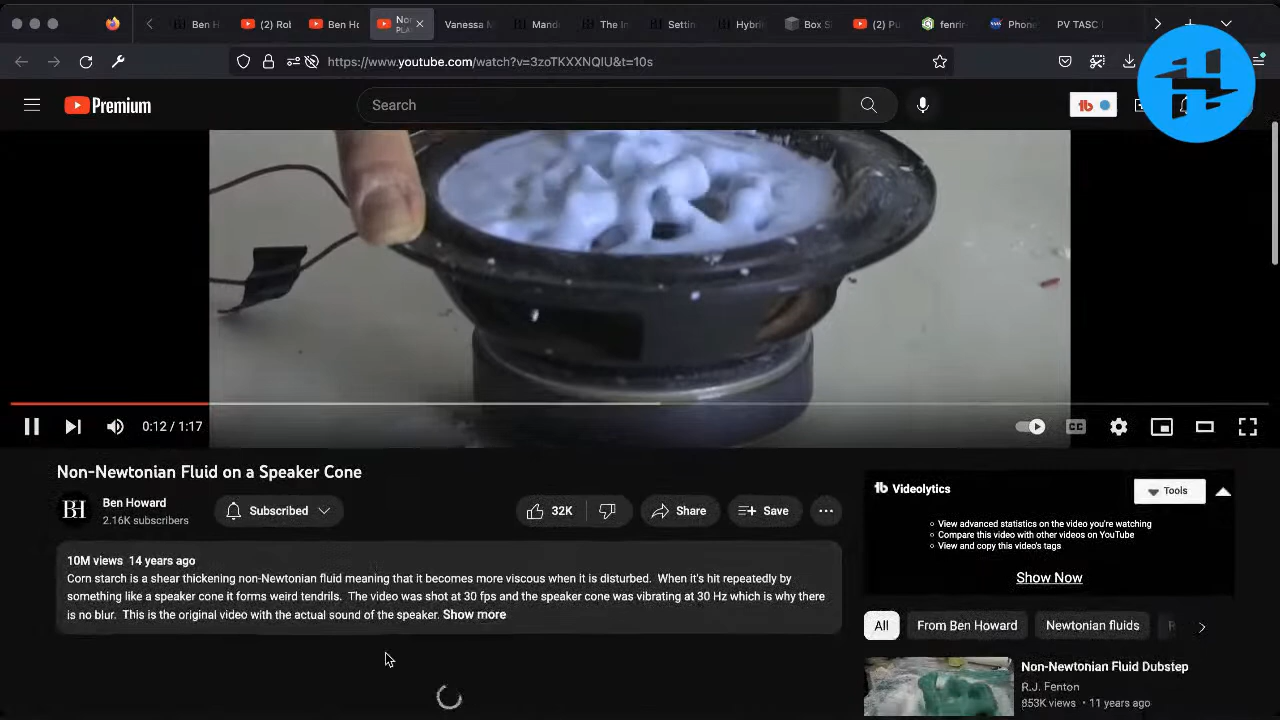 Ben H
(2) Rol
Ben Ho
Non
PLA
Vanessa M
Mand
The In
Settin
Hybrid
Box S
(2) Pu
fenrin
Phone
PV TASC
https://www.youtube.com/watch?v=3zoTKXXNQIU&t=10s
Premium
Search
tb
0:12 / 1:17
CC
Non-Newtonian Fluid on a Speaker Cone
BH
Ben Howard
2.16K subscribers
Subscribed
32K
Share
Save
10M views 14 years ago
Corn starch is a shear thickening non-Newtonian fluid meaning that it becomes more viscous when it is disturbed. When it's hit repeatedly by
something like a speaker cone it forms weird tendrils. The video was shot at 30 fps and the speaker cone was vibrating at 30 Hz which is why there
is no blur. This is the original video with the actual sound of the speaker. Show more
tb Videolytics
Tools
View advanced statistics on the video you're watching
Compare this video with other videos on YouTube
View and copy this video's tags
Show Now
All
From Ben Howard
Newtonian fluids
Non-Newtonian Fluid Dubstep
R.J. Fenton
853K views • 11 years ago